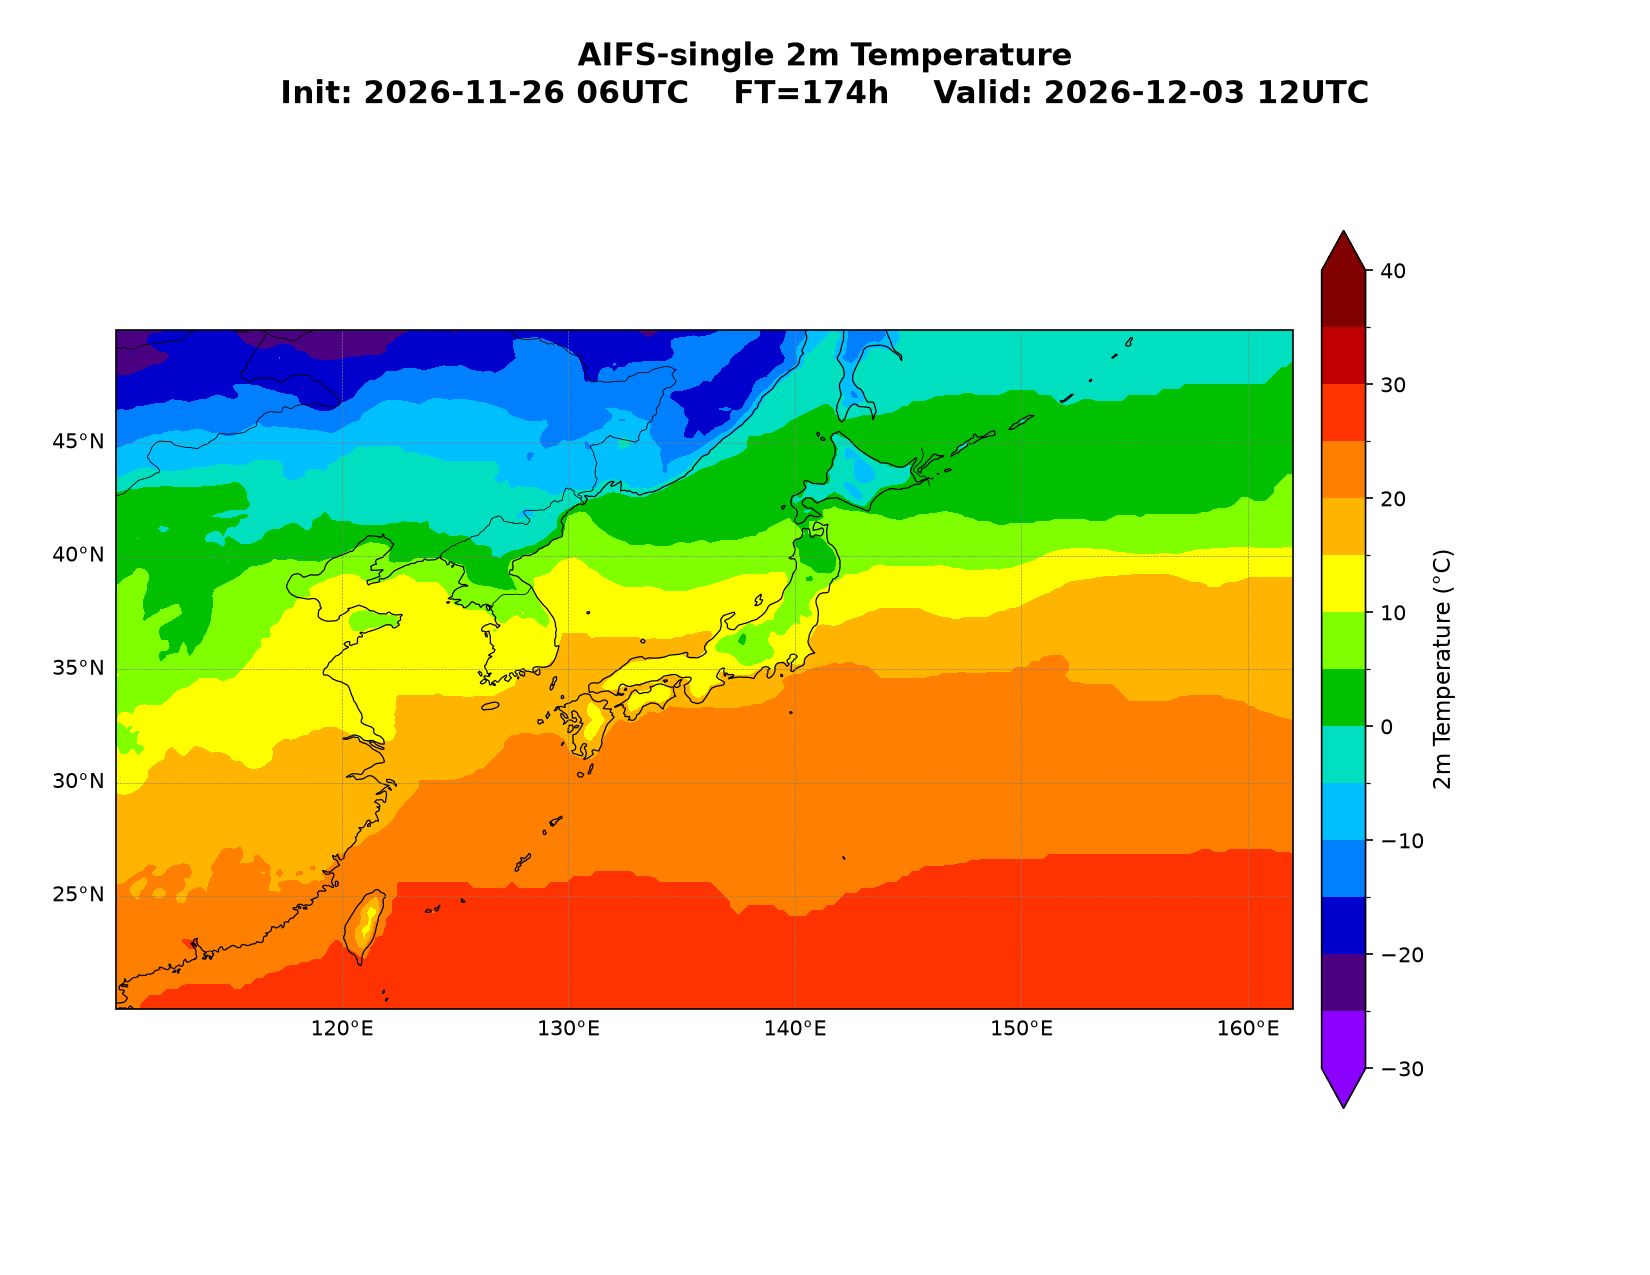 AIFS-single 2m Temperature
Init: 2026-11-26 06UTC    FT=174h    Valid: 2026-12-03 12UTC
45°N
40°N
35°N
30°N
25°N
120°E
130°E
140°E
150°E
160°E
40
30
20
10
0
−10
−20
−30
2m Temperature (°C)